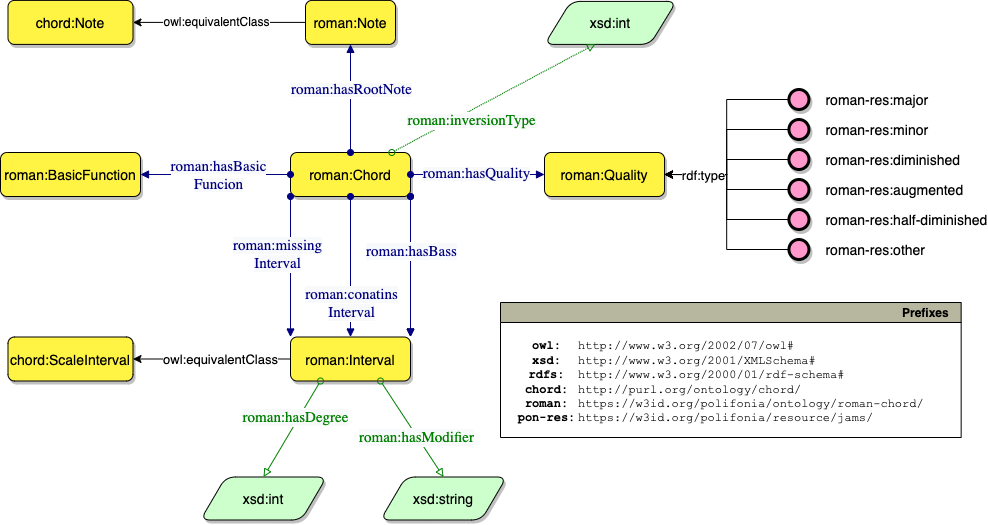 chord:Note
owl:equivalentClass
roman:Note
xsd:int
roman:hasRootNote
roman:inversionType
roman:BasicFunction
roman:hasBasic
Funcion
roman:Chord
roman:hasQuality
roman:Quality
rdf:type
roman-res:major
roman-res:minor
roman-res:diminished
roman-res:augmented
roman-res:half-diminished
roman-res:other
roman:missing
Interval
roman:conatins
Interval
roman:hasBass
chord:ScaleInterval
owl:equivalentClass
roman:Interval
roman:hasDegree
roman:hasModifier
xsd:int
xsd:string
Prefixes
owl: http://www.w3.org/2002/07/owl#
xsd: http://www.w3.org/2001/XMLSchema#
rdfs: http://www.w3.org/2000/01/rdf-schema#
chord: http://purl.org/ontology/chord/
roman: https://w3id.org/polifonia/ontology/roman-chord/
pon-res: https://w3id.org/polifonia/resource/jams/